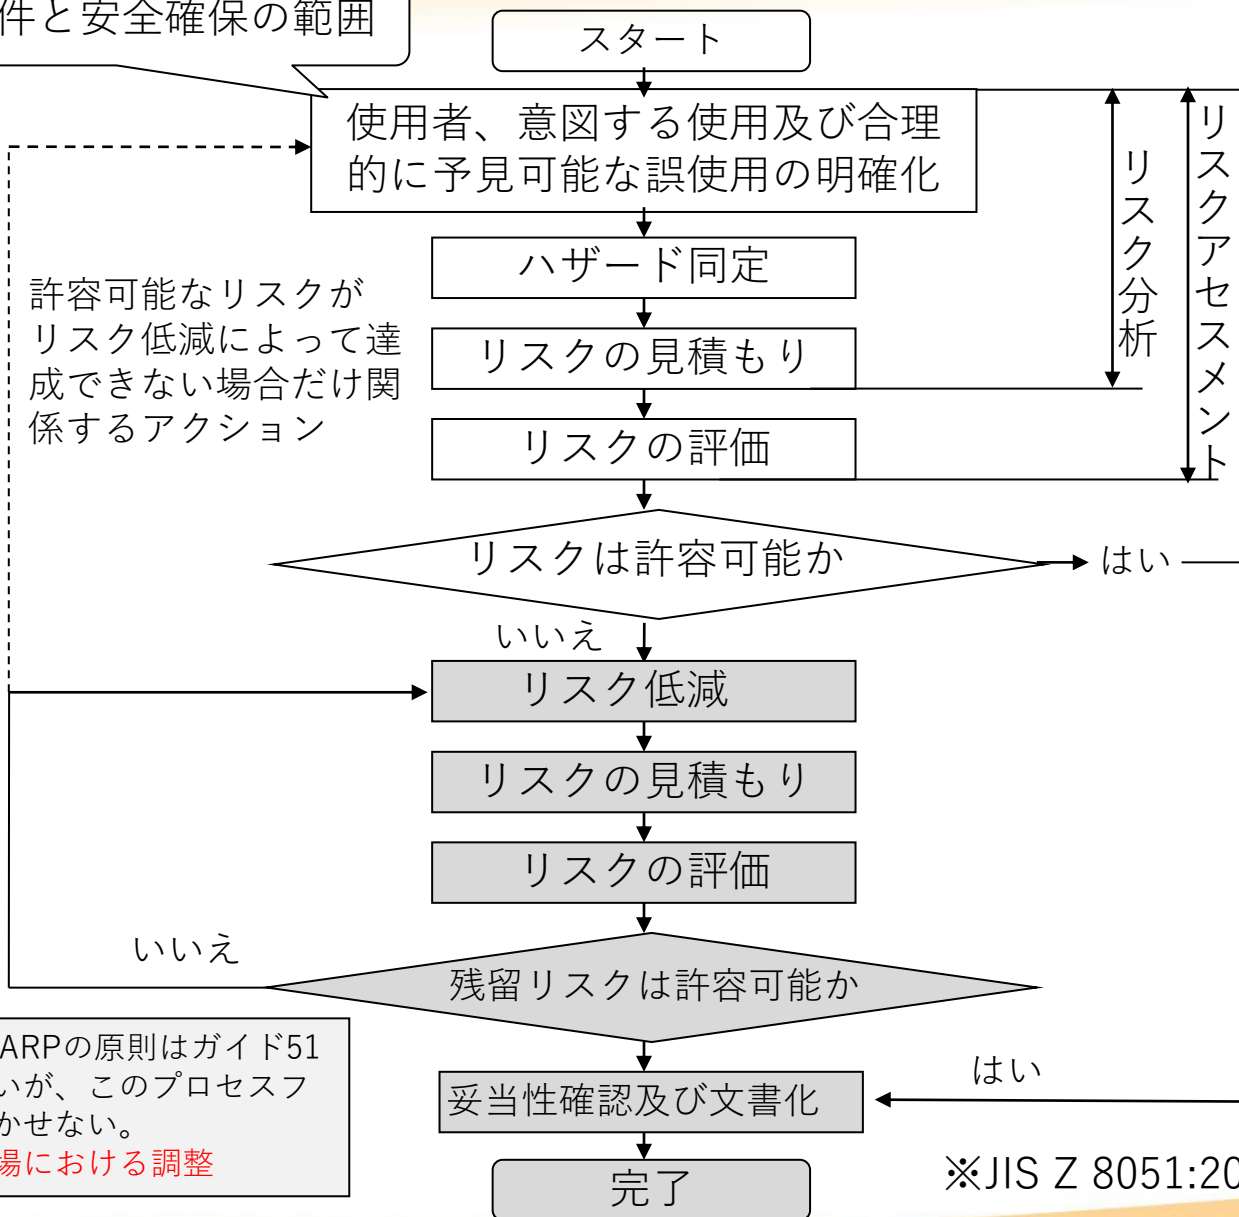 件と安全確保の範囲
スタート
使用者、意図する使用及び合理
的に予見可能な誤使用の明確化
リスク分析
リスクアセスメント
ハザード同定
許容可能なリスクが
リスク低減によって達
成できない場合だけ関
係するアクション
リスクの見積もり
リスクの評価
リスクは許容可能か
はい
いいえ
リスク低減
リスクの見積もり
リスクの評価
いいえ
残留リスクは許容可能か
ARPの原則はガイド51
いが、このプロセスフ
かせない。
場における調整
はい
妥当性確認及び文書化
完了
※JIS Z 8051:20